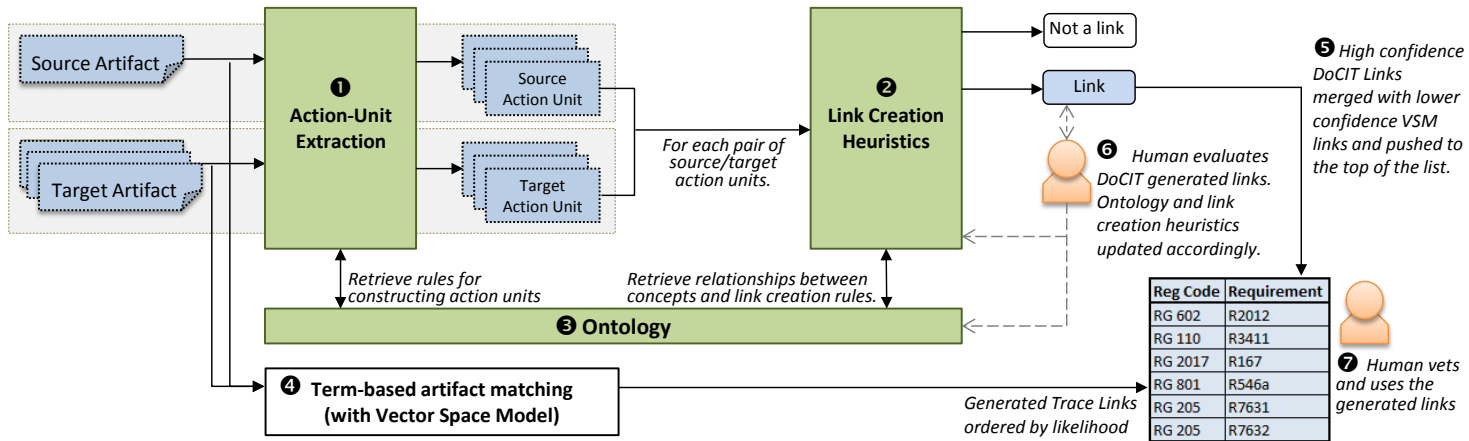 Source Artifact
Target Artifact
❶
Action-Unit
Extraction
Source
Action Unit
Target
Action Unit
For each pair of
source/target
action units.
❷
Link Creation
Heuristics
Not a link
Link
❺ High confidence
DoCIT Links
merged with lower
confidence VSM
links and pushed to
the top of the list.
❻ Human evaluates
DoCIT generated links.
Ontology and link
creation heuristics
updated accordingly.
Retrieve rules for
constructing action units
Retrieve relationships between
concepts and link creation rules.
❸ Ontology
❹ Term-based artifact matching
(with Vector Space Model)
Generated Trace Links
ordered by likelihood
Reg Code Requirement
RG 602 R2012
RG 110 R3411
RG 2017 R167
RG 801 R546a
RG 205 R7631
RG 205 R7632
❼ Human vets
and uses the
generated links